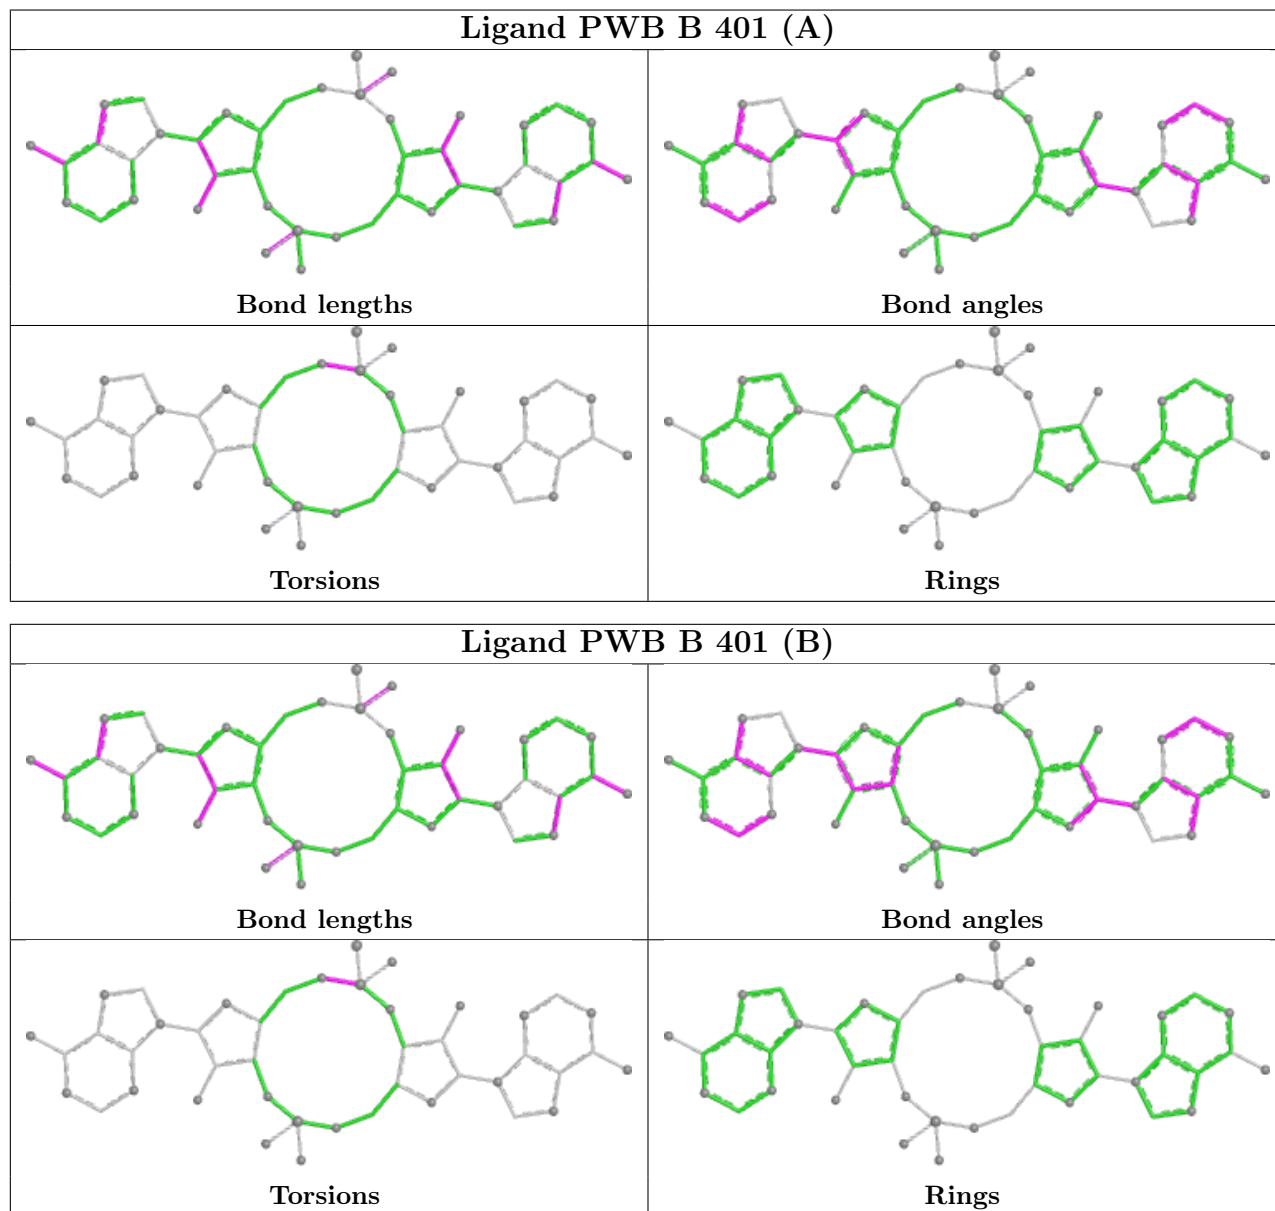 Ligand PWB B 401 (A)
Bond lengths
Bond angles
Torsions
Rings
Ligand PWB B 401 (B)
Bond lengths
Bond angles
Torsions
Rings